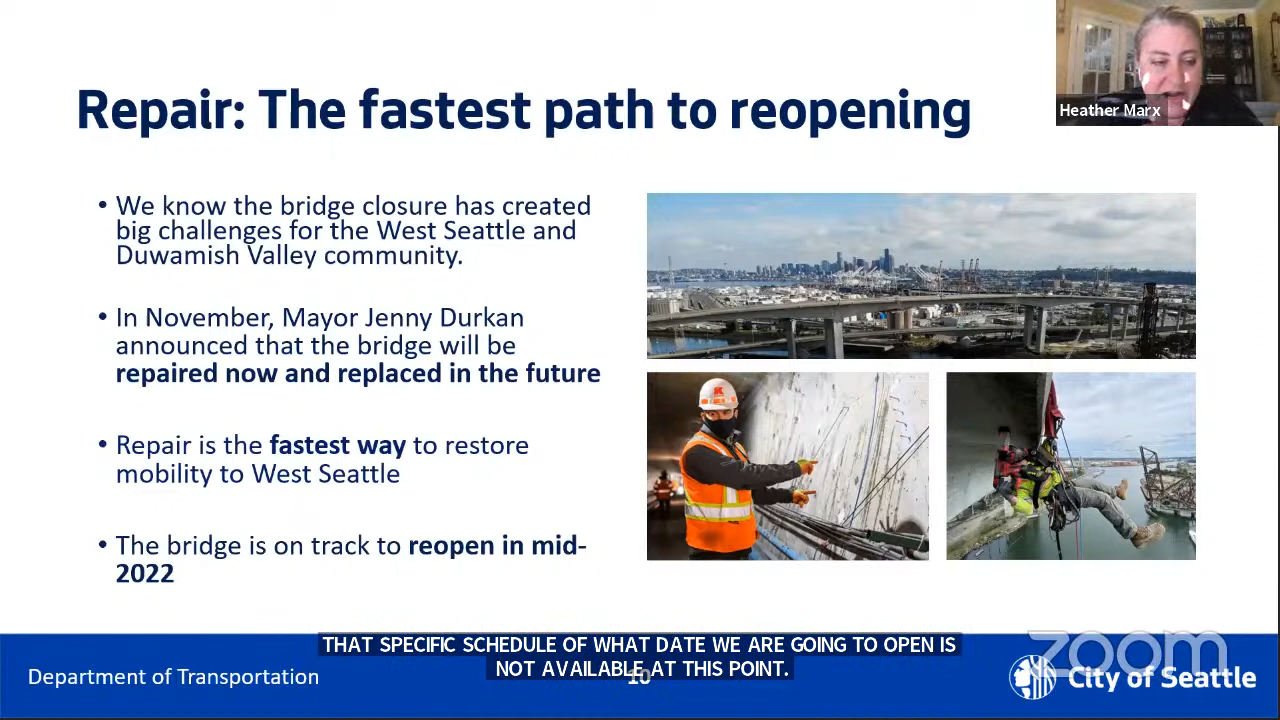 Repair: The fastest path to reopening
Heather Marx
• We know the bridge closure has created
big challenges for the West Seattle and
Duwamish Valley community.
• In November, Mayor Jenny Durkan
announced that the bridge will be
repaired now and replaced in the future
• Repair is the fastest way to restore
mobility to West Seattle
• The bridge is on track to reopen in mid-
2022
THAT SPECIFIC SCHEDULE OF WHAT DATE WE ARE GOING TO OPEN IS
NOT AVAILABLE AT THIS POINT.
Department of Transportation
10
zoom
City of Seattle